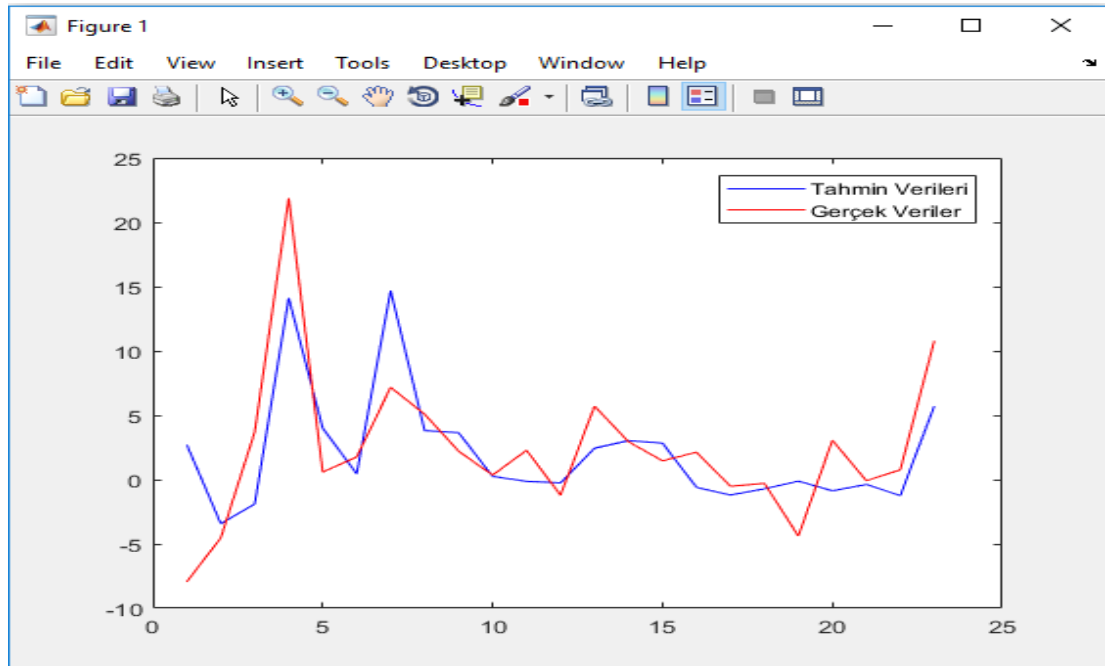 Figure 1
File Edit View Insert Tools Desktop Window Help
25
20
15
10
5
0
-5
-10
0 5 10 15 20 25
Tahmin Verileri
Gerçek Veriler